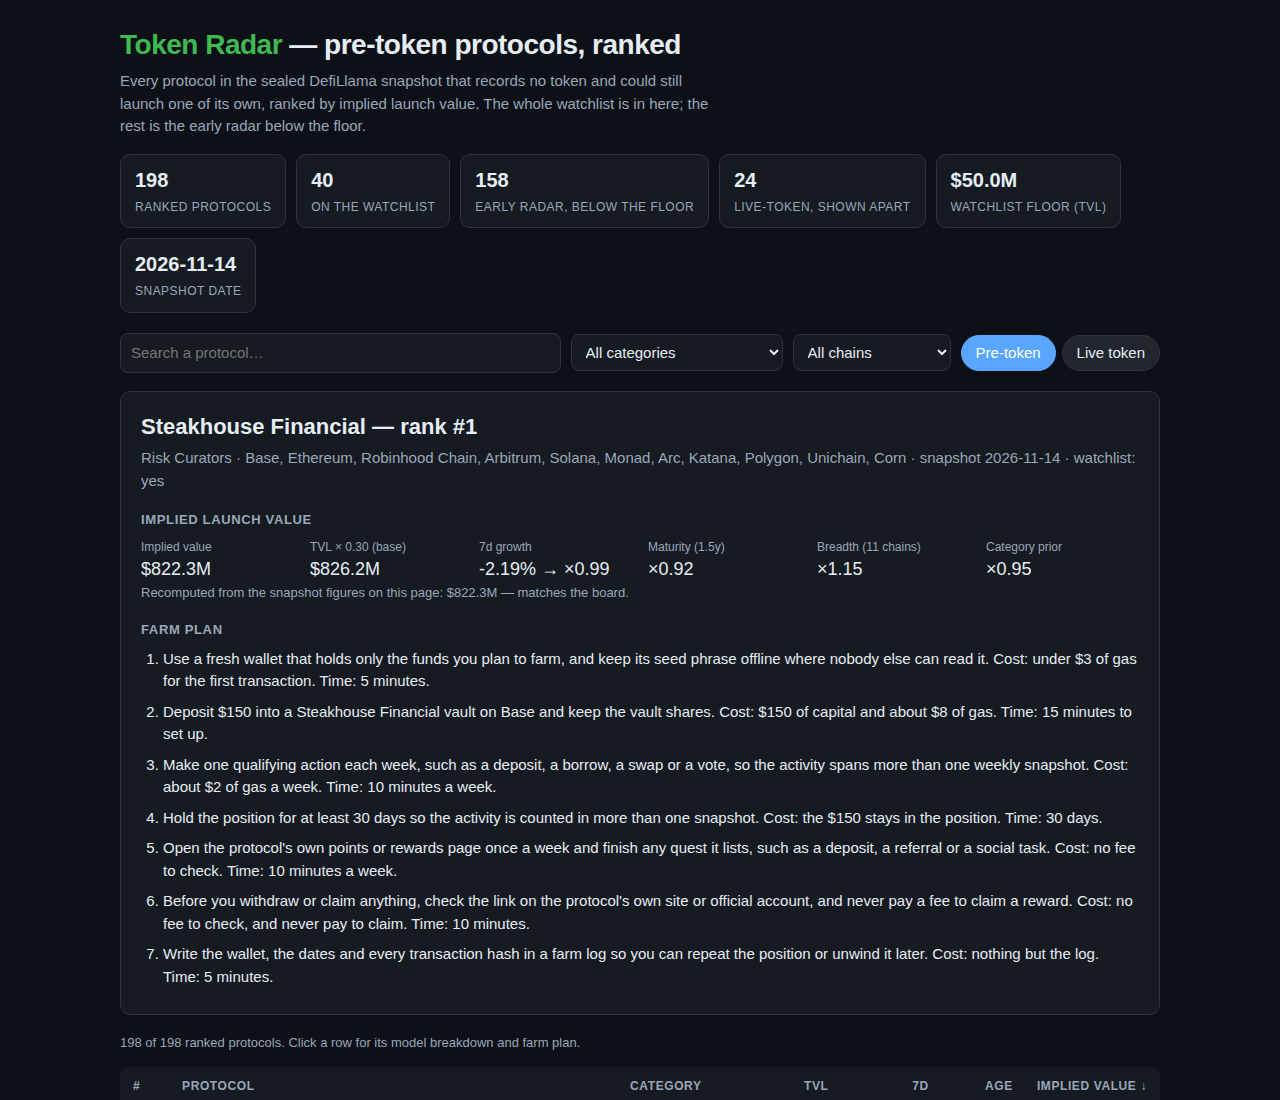 Token Radar — pre-token protocols, ranked
Every protocol in the sealed DefiLlama snapshot that records no token and could still
launch one of its own, ranked by implied launch value. The whole watchlist is in here; the
rest is the early radar below the floor.
198
RANKED PROTOCOLS
40
ON THE WATCHLIST
158
EARLY RADAR, BELOW THE FLOOR
24
LIVE-TOKEN, SHOWN APART
$50.0M
WATCHLIST FLOOR (TVL)
2026-11-14
SNAPSHOT DATE
Search a protocol…
All categories
All chains
Pre-token
Live token
Steakhouse Financial — rank #1
Risk Curators · Base, Ethereum, Robinhood Chain, Arbitrum, Solana, Monad, Arc, Katana, Polygon, Unichain, Corn · snapshot 2026-11-14 · watchlist:
yes
IMPLIED LAUNCH VALUE
Implied value
$822.3M
TVL × 0.30 (base)
$826.2M
7d growth
-2.19% → ×0.99
Maturity (1.5y)
×0.92
Breadth (11 chains)
×1.15
Category prior
×0.95
Recomputed from the snapshot figures on this page: $822.3M — matches the board.
FARM PLAN
1. Use a fresh wallet that holds only the funds you plan to farm, and keep its seed phrase offline where nobody else can read it. Cost: under $3 of gas
for the first transaction. Time: 5 minutes.
2. Deposit $150 into a Steakhouse Financial vault on Base and keep the vault shares. Cost: $150 of capital and about $8 of gas. Time: 15 minutes to
set up.
3. Make one qualifying action each week, such as a deposit, a borrow, a swap or a vote, so the activity spans more than one weekly snapshot. Cost:
about $2 of gas a week. Time: 10 minutes a week.
4. Hold the position for at least 30 days so the activity is counted in more than one snapshot. Cost: the $150 stays in the position. Time: 30 days.
5. Open the protocol's own points or rewards page once a week and finish any quest it lists, such as a deposit, a referral or a social task. Cost: no fee
to check. Time: 10 minutes a week.
6. Before you withdraw or claim anything, check the link on the protocol's own site or official account, and never pay a fee to claim a reward. Cost: no
fee to check, and never pay to claim. Time: 10 minutes.
7. Write the wallet, the dates and every transaction hash in a farm log so you can repeat the position or unwind it later. Cost: nothing but the log.
Time: 5 minutes.
198 of 198 ranked protocols. Click a row for its model breakdown and farm plan.
# PROTOCOL CATEGORY TVL 7D AGE IMPLIED VALUE ↓